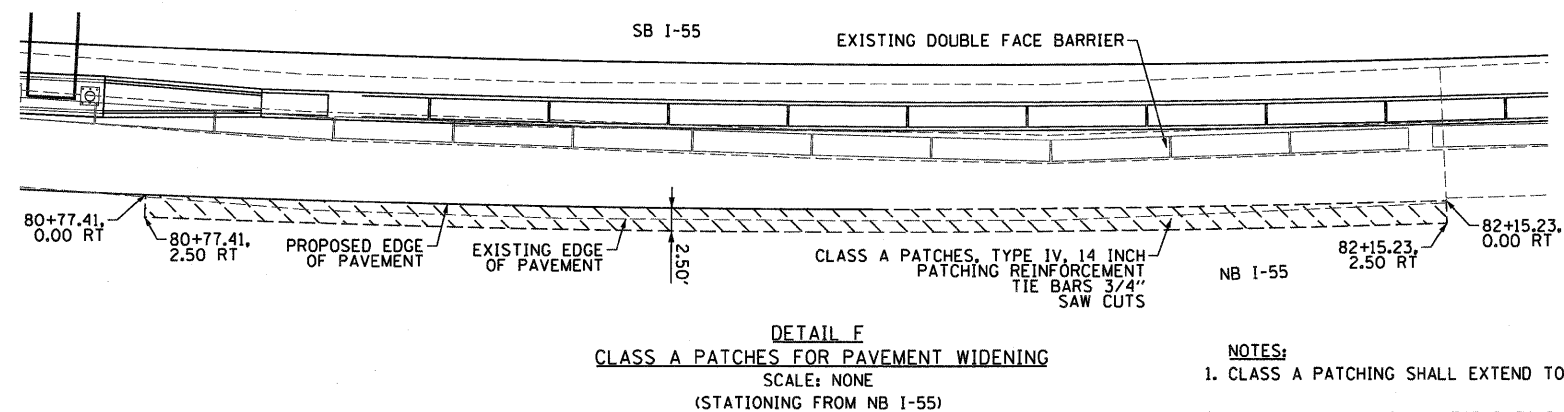 SB I-55
EXISTING DOUBLE FACE BARRIER
80+77.41,
0.00 RT
80+77.41,
2.50 RT
PROPOSED EDGE
OF PAVEMENT
EXISTING EDGE
OF PAVEMENT
2.50'
CLASS A PATCHES, TYPE IV, 14 INCH
PATCHING REINFORCEMENT
TIE BARS 3/4"
SAW CUTS
NB I-55
82+15.23,
2.50 RT
82+15.23,
0.00 RT
DETAIL F
CLASS A PATCHES FOR PAVEMENT WIDENING
SCALE: NONE
(STATIONING FROM NB I-55)
NOTES:
1. CLASS A PATCHING SHALL EXTEND TO